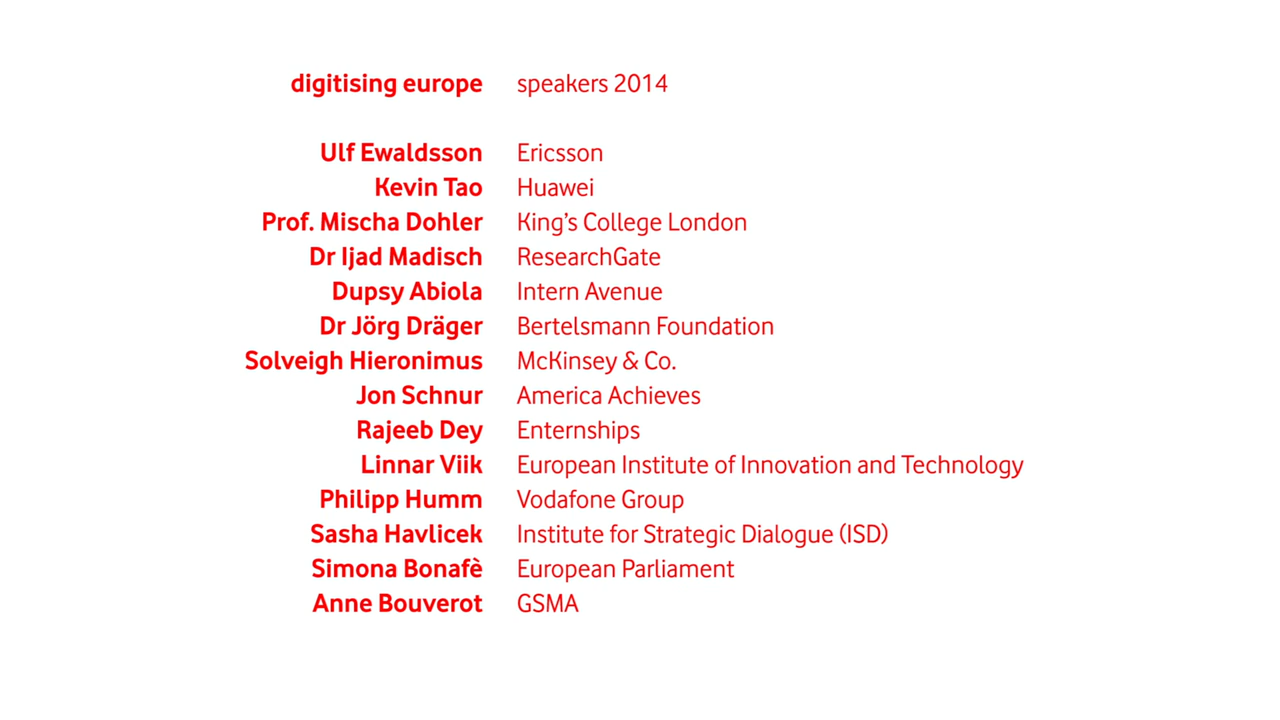 digitising europe speakers 2014
Ulf Ewaldsson Ericsson
Kevin Tao Huawei
Prof. Mischa Dohler King’s College London
Dr Ijad Madisch ResearchGate
Dupsy Abiola Intern Avenue
Dr Jörg Dräger Bertelsmann Foundation
Solveigh Hieronimus McKinsey & Co.
Jon Schnur America Achieves
Rajeeb Dey Enternships
Linnar Viik European Institute of Innovation and Technology
Philipp Humm Vodafone Group
Sasha Havlicek Institute for Strategic Dialogue (ISD)
Simona Bonafè European Parliament
Anne Bouverot GSMA